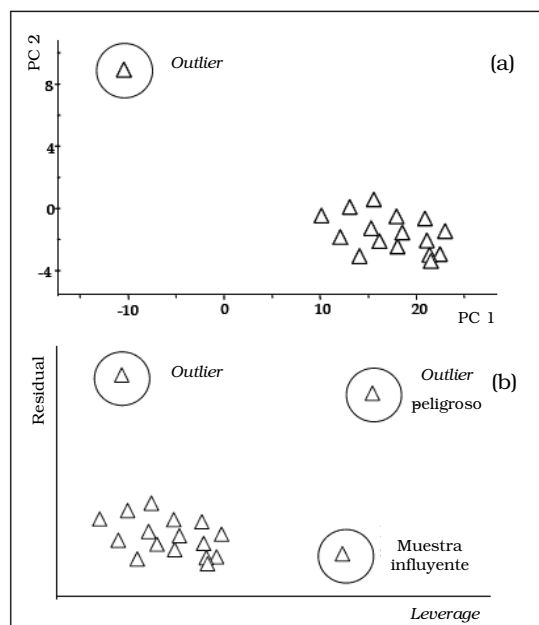 PC 2
Outlier
(a)
8
4
0
-4
-10
0
10
20
PC 1
Residual
Outlier
Outlier
peligroso
(b)
Muestra
influyente
Leverage